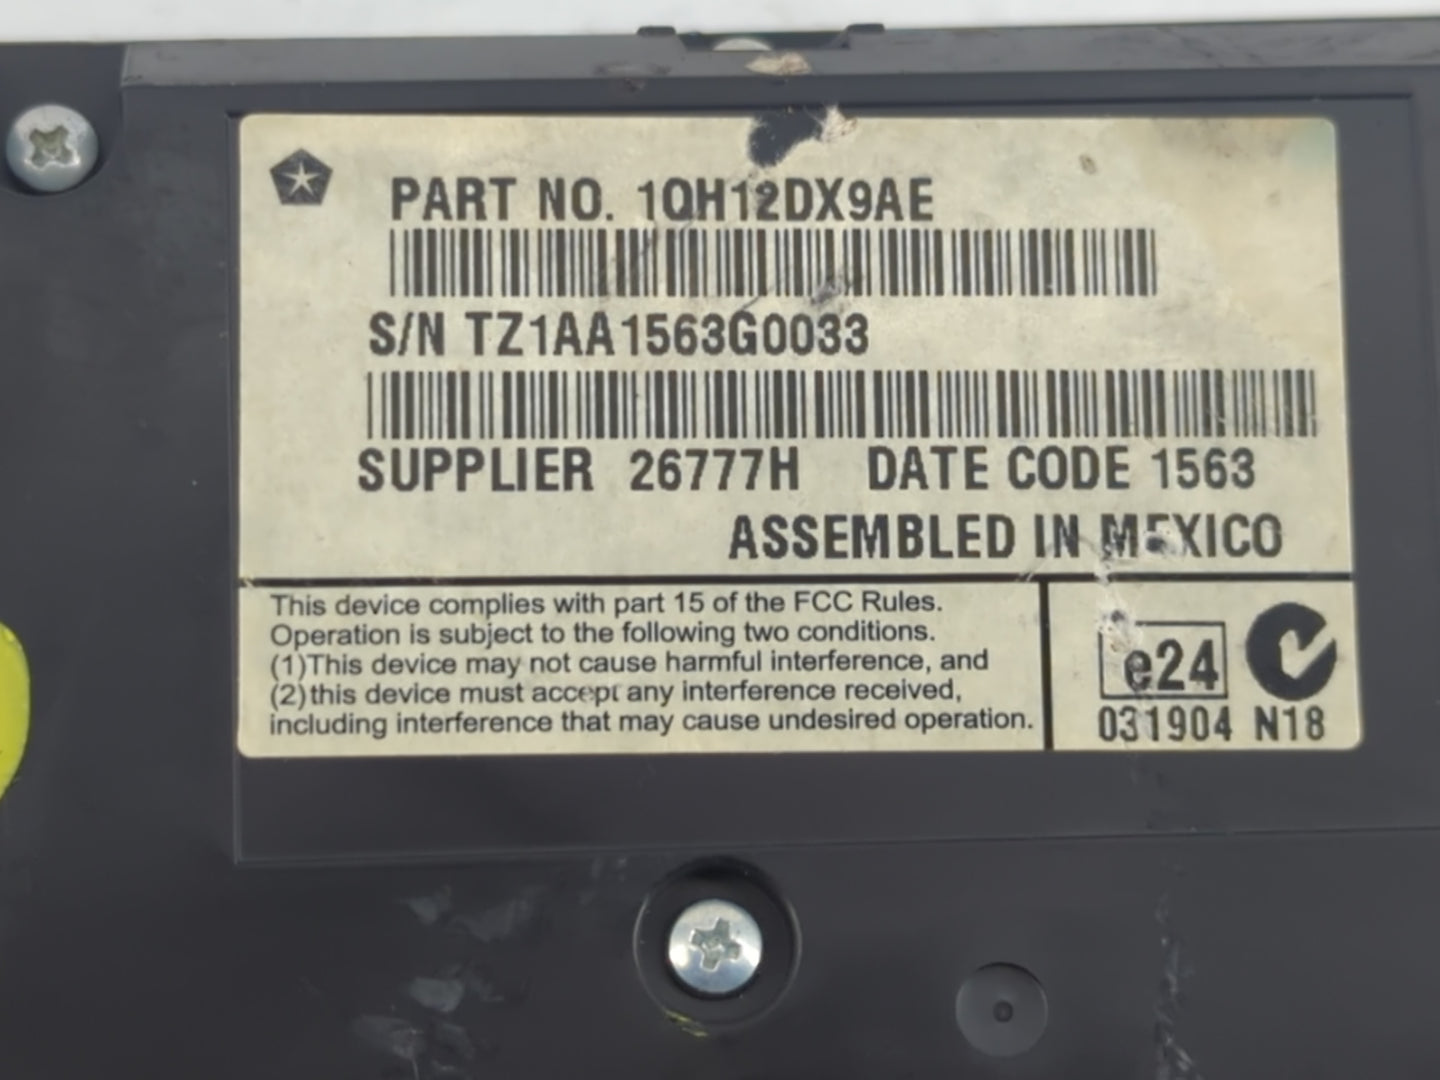 PART NO. 1QH12DX9AE
S/N TZ1AA1563G0033
SUPPLIER 26777H DATE CODE 1563
ASSEMBLED IN MEXICO
This device complies with part 15 of the FCC Rules.
Operation is subject to the following two conditions.
(1)This device may not cause harmful interference, and
(2)this device must accept any interference received,
including interference that may cause undesired operation.
e24
031904 N18